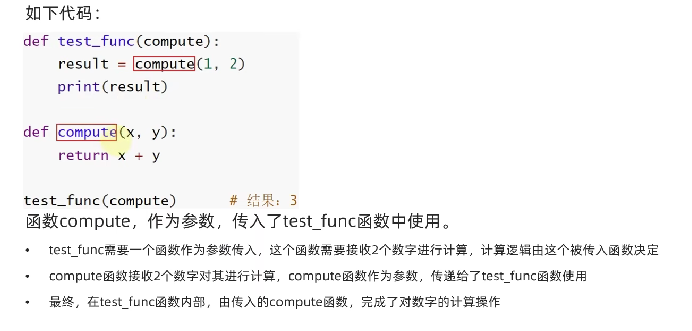 如下代码：
def test_func(compute):
    result = compute(1, 2)
    print(result)
def compute(x, y):
    return x + y
test_func(compute)      # 结果：3
函数compute，作为参数，传入了test_func函数中使用。
• test_func需要一个函数作为参数传入，这个函数需要接收2个数字进行计算，计算逻辑由这个被传入函数决定
• compute函数接收2个数字对其进行计算，compute函数作为参数，传递给了test_func函数使用
• 最终，在test_func函数内部，由传入的compute函数，完成了对数字的计算操作